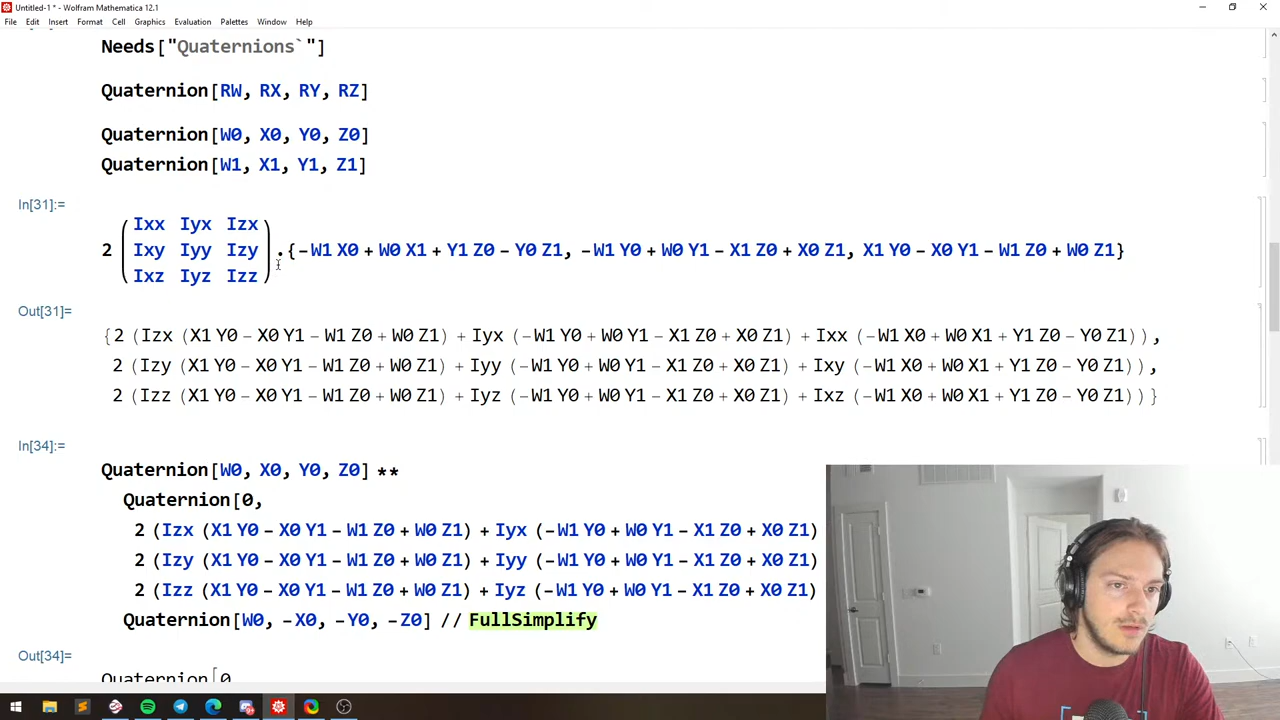 Untitled-1 * - Wolfram Mathematica 12.1
File Edit Insert Format Cell Graphics Evaluation Palettes Window Help
Needs["Quaternions`"]
Quaternion[RW, RX, RY, RZ]
Quaternion[W0, X0, Y0, Z0]
Quaternion[W1, X1, Y1, Z1]
In[31]:=
Ixx Iyx Izx
2 ( Ixy Iyy Izy ) . {-W1 X0 + W0 X1 + Y1 Z0 - Y0 Z1, -W1 Y0 + W0 Y1 - X1 Z0 + X0 Z1, X1 Y0 - X0 Y1 - W1 Z0 + W0 Z1}
Ixz Iyz Izz
Out[31]=
{2 (Izx (X1 Y0 - X0 Y1 - W1 Z0 + W0 Z1) + Iyx (-W1 Y0 + W0 Y1 - X1 Z0 + X0 Z1) + Ixx (-W1 X0 + W0 X1 + Y1 Z0 - Y0 Z1)),
2 (Izy (X1 Y0 - X0 Y1 - W1 Z0 + W0 Z1) + Iyy (-W1 Y0 + W0 Y1 - X1 Z0 + X0 Z1) + Ixy (-W1 X0 + W0 X1 + Y1 Z0 - Y0 Z1)),
2 (Izz (X1 Y0 - X0 Y1 - W1 Z0 + W0 Z1) + Iyz (-W1 Y0 + W0 Y1 - X1 Z0 + X0 Z1) + Ixz (-W1 X0 + W0 X1 + Y1 Z0 - Y0 Z1))}
In[34]:=
Quaternion[W0, X0, Y0, Z0] **
Quaternion[0,
2 (Izx (X1 Y0 - X0 Y1 - W1 Z0 + W0 Z1) + Iyx (-W1 Y0 + W0 Y1 - X1 Z0 + X0 Z1)
2 (Izy (X1 Y0 - X0 Y1 - W1 Z0 + W0 Z1) + Iyy (-W1 Y0 + W0 Y1 - X1 Z0 + X0 Z1)
2 (Izz (X1 Y0 - X0 Y1 - W1 Z0 + W0 Z1) + Iyz (-W1 Y0 + W0 Y1 - X1 Z0 + X0 Z1)
Quaternion[W0, -X0, -Y0, -Z0] // FullSimplify
Out[34]=
Quaternion[0